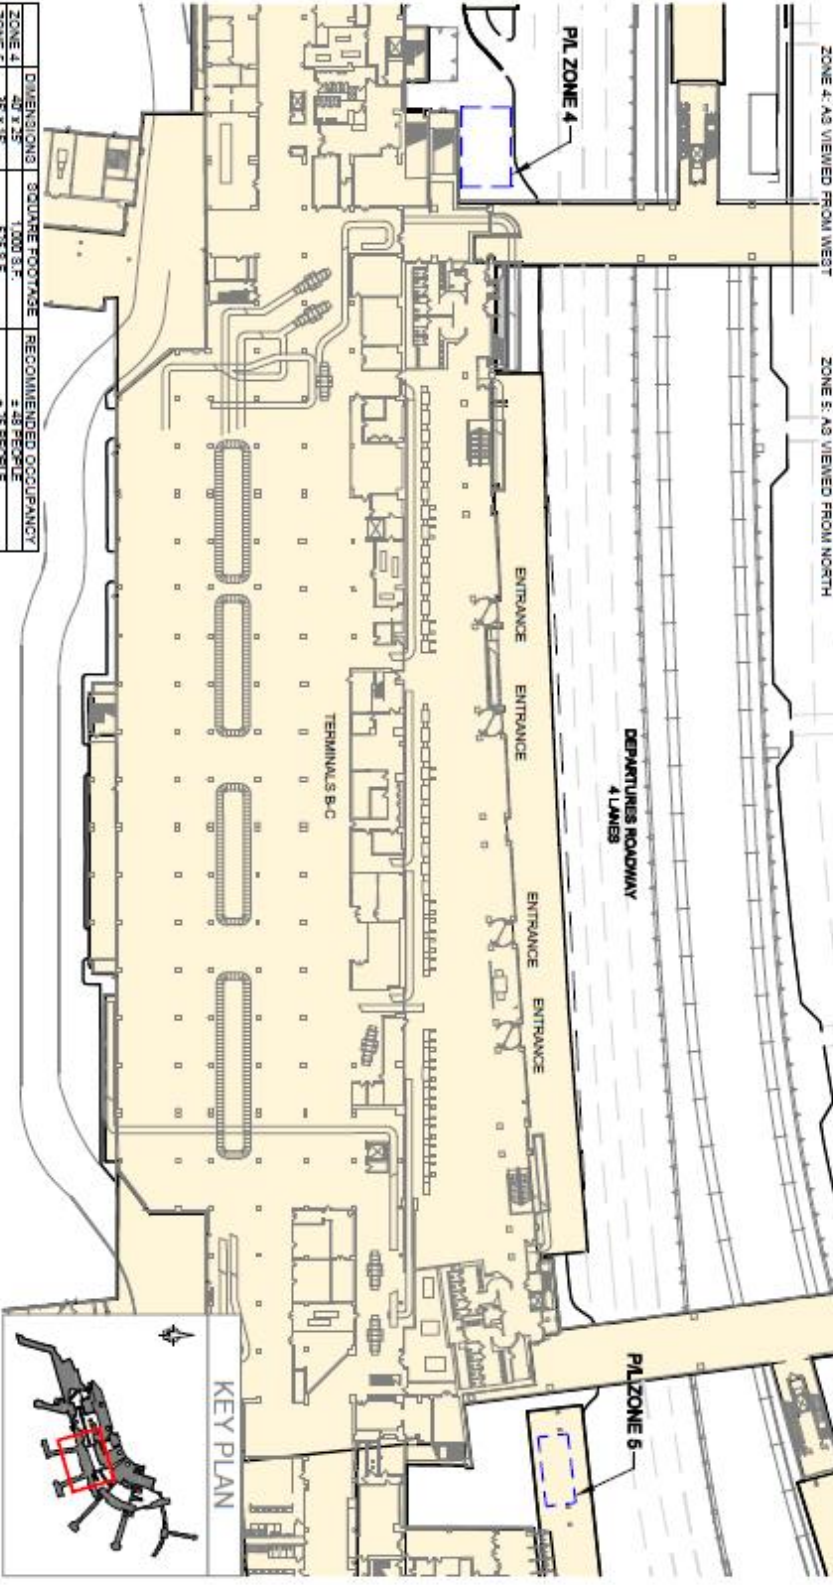 ZONE 4: AS VIEWED FROM WEST
ZONE 5: AS VIEWED FROM NORTH
P/L ZONE 4
DEPARTURES ROADWAY
4 LANES
ENTRANCE
ENTRANCE
ENTRANCE
ENTRANCE
P/L ZONE 5
TERMINALS B-C
KEY PLAN
DIMENSIONS SQUARE FOOTAGE RECOMMENDED OCCUPANCY
ZONE 4 40' X 25' 1,000 S.F. ± 48 PEOPLE